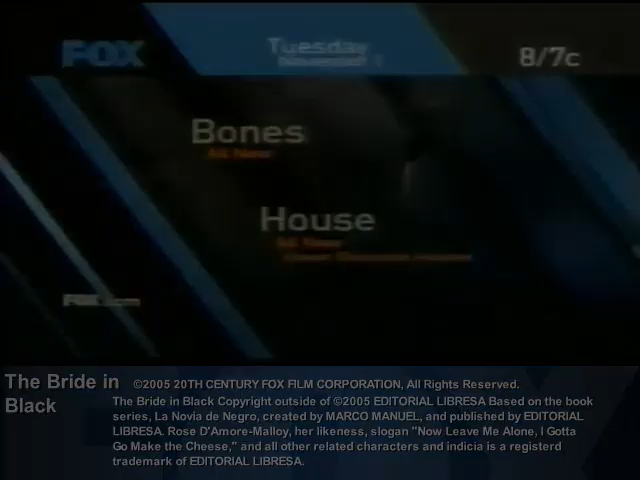 FOX
Tuesday
8/7c
Bones
All New
House
All New
The Bride in
Black
©2005 20TH CENTURY FOX FILM CORPORATION, All Rights Reserved.
The Bride in Black Copyright outside of ©2005 EDITORIAL LIBRESA Based on the book
series, La Novia de Negro, created by MARCO MANUEL, and published by EDITORIAL
LIBRESA. Rose D'Amore-Malloy, her likeness, slogan "Now Leave Me Alone, I Gotta
Go Make the Cheese," and all other related characters and indicia is a registerd
trademark of EDITORIAL LIBRESA.